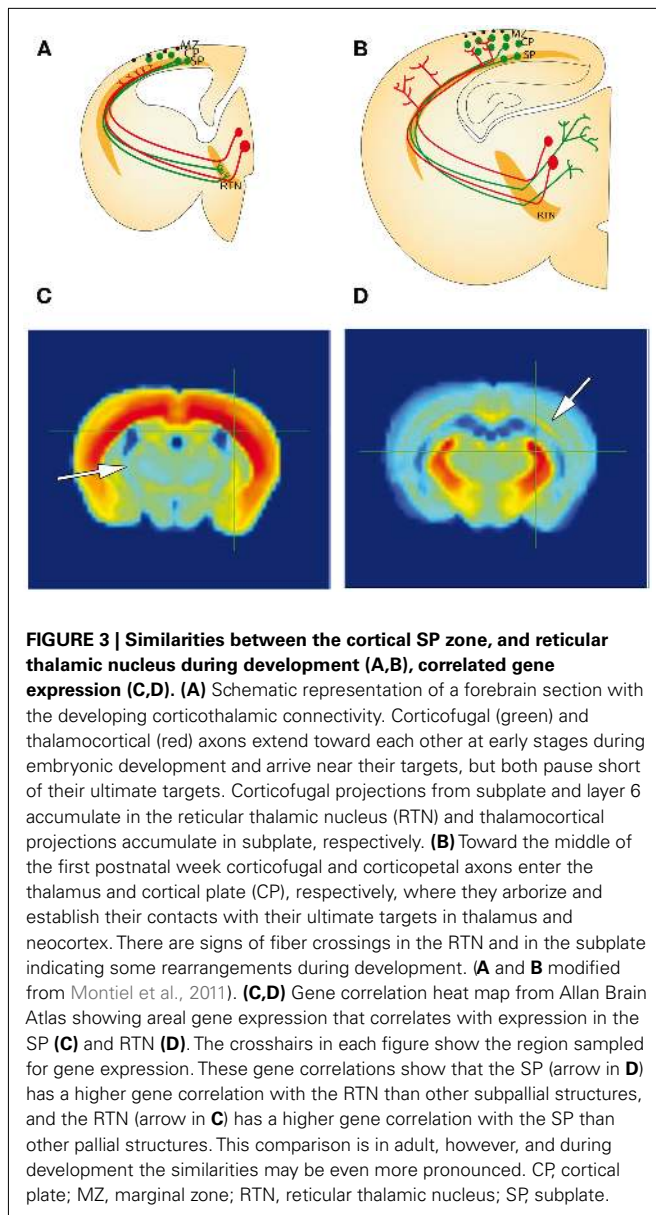 A
MZ
CP
SP
RTN
B
MZ
CP
SP
RTN
C
D
FIGURE 3 | Similarities between the cortical SP zone, and reticular
thalamic nucleus during development (A,B), correlated gene
expression (C,D). (A) Schematic representation of a forebrain section with
the developing corticothalamic connectivity. Corticofugal (green) and
thalamocortical (red) axons extend toward each other at early stages during
embryonic development and arrive near their targets, but both pause short
of their ultimate targets. Corticofugal projections from subplate and layer 6
accumulate in the reticular thalamic nucleus (RTN) and thalamocortical
projections accumulate in subplate, respectively. (B) Toward the middle of
the first postnatal week corticofugal and corticopetal axons enter the
thalamus and cortical plate (CP), respectively, where they arborize and
establish their contacts with their ultimate targets in thalamus and
neocortex. There are signs of fiber crossings in the RTN and in the subplate
indicating some rearrangements during development. (A and B modified
from Montiel et al., 2011). (C,D) Gene correlation heat map from Allan Brain
Atlas showing areal gene expression that correlates with expression in the
SP (C) and RTN (D). The crosshairs in each figure show the region sampled
for gene expression. These gene correlations show that the SP (arrow in D)
has a higher gene correlation with the RTN than other subpallial structures,
and the RTN (arrow in C) has a higher gene correlation with the SP than
other pallial structures. This comparison is in adult, however, and during
development the similarities may be even more pronounced. CP, cortical
plate; MZ, marginal zone; RTN, reticular thalamic nucleus; SP, subplate.